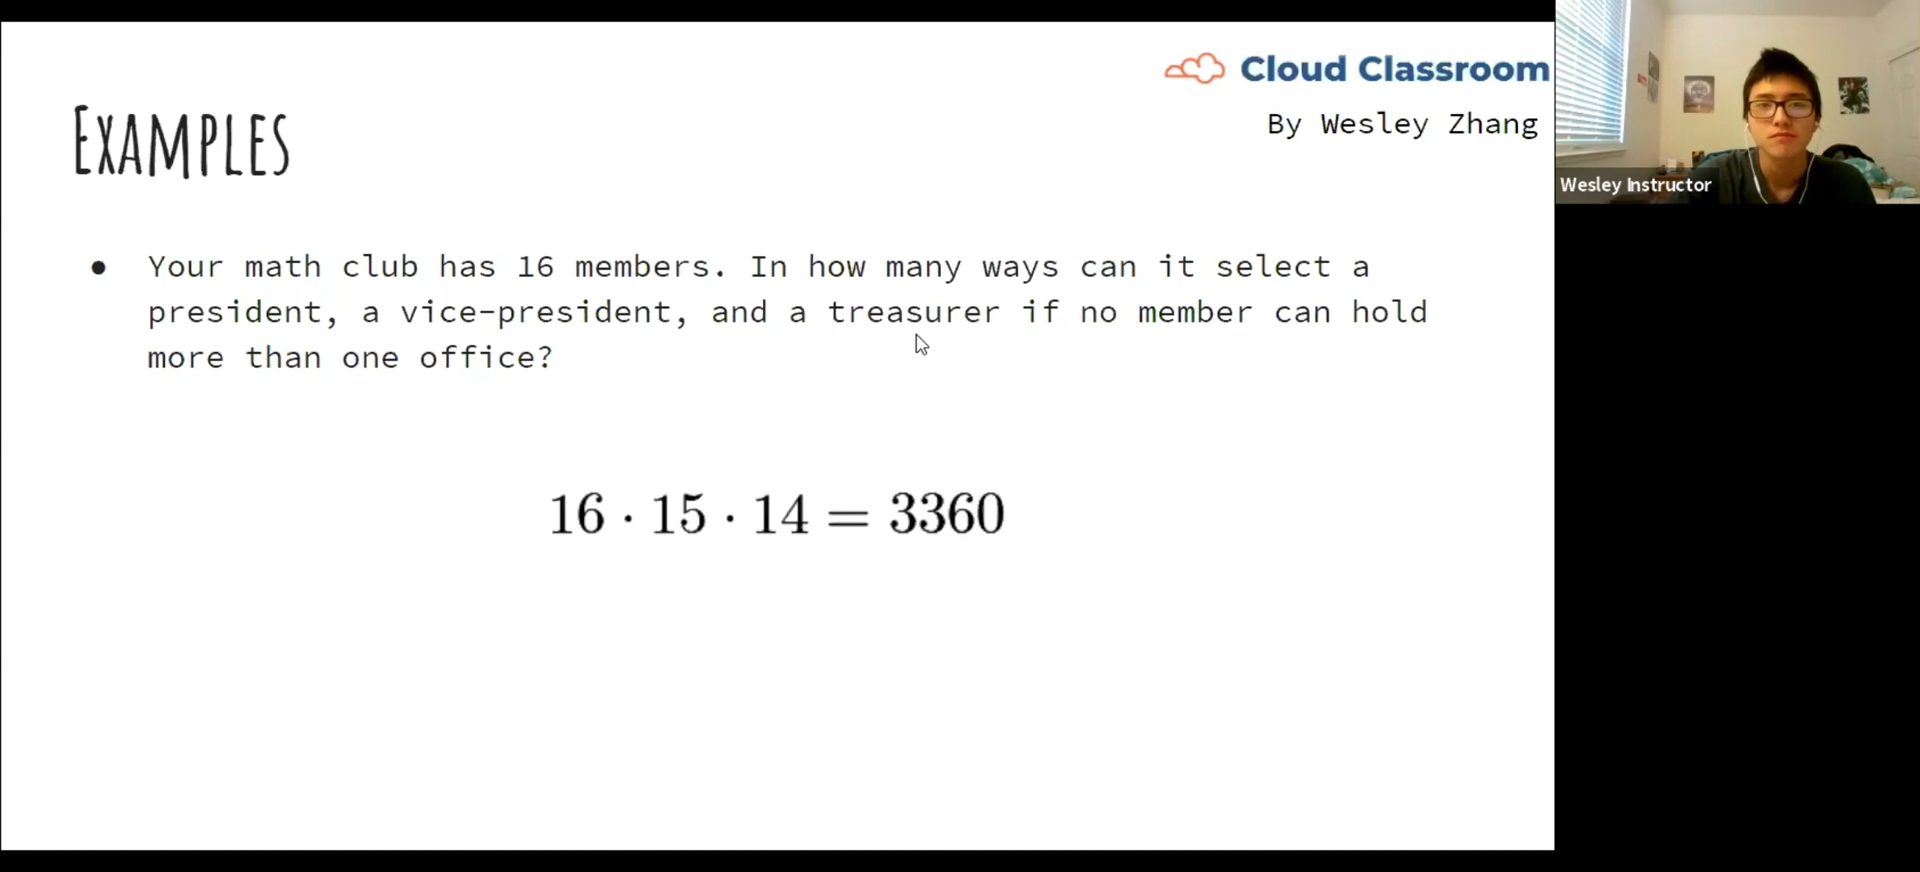 Cloud Classroom
By Wesley Zhang
EXAMPLES
Wesley Instructor
● Your math club has 16 members. In how many ways can it select a
president, a vice-president, and a treasurer if no member can hold
more than one office?
16 · 15 · 14 = 3360